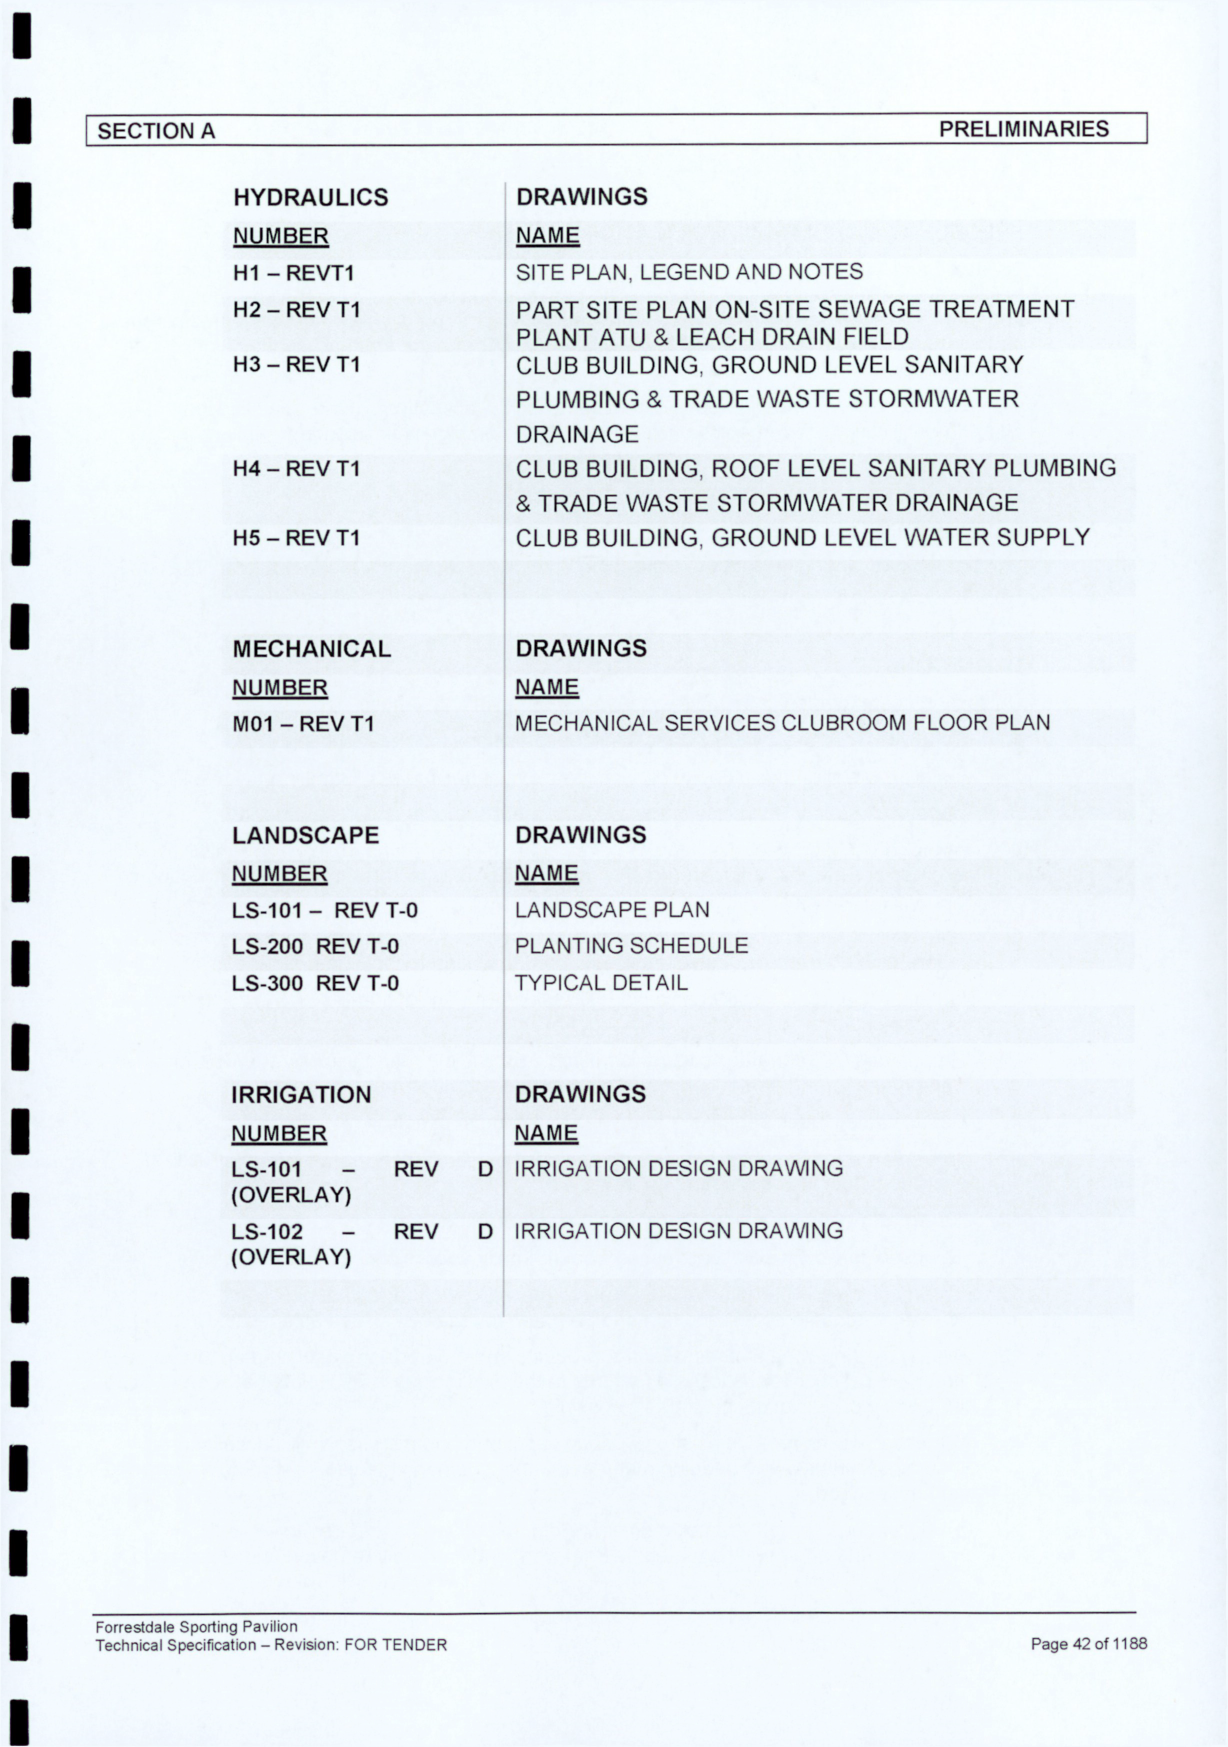 SECTION A PRELIMINARIES
HYDRAULICS DRAWINGS
NUMBER NAME
H1 – REVT1 SITE PLAN, LEGEND AND NOTES
H2 – REV T1 PART SITE PLAN ON-SITE SEWAGE TREATMENT
PLANT ATU & LEACH DRAIN FIELD
H3 – REV T1 CLUB BUILDING, GROUND LEVEL SANITARY
PLUMBING & TRADE WASTE STORMWATER
DRAINAGE
H4 – REV T1 CLUB BUILDING, ROOF LEVEL SANITARY PLUMBING
& TRADE WASTE STORMWATER DRAINAGE
H5 – REV T1 CLUB BUILDING, GROUND LEVEL WATER SUPPLY
MECHANICAL DRAWINGS
NUMBER NAME
M01 – REV T1 MECHANICAL SERVICES CLUBROOM FLOOR PLAN
LANDSCAPE DRAWINGS
NUMBER NAME
LS-101 – REV T-0 LANDSCAPE PLAN
LS-200 REV T-0 PLANTING SCHEDULE
LS-300 REV T-0 TYPICAL DETAIL
IRRIGATION DRAWINGS
NUMBER NAME
LS-101 – REV D IRRIGATION DESIGN DRAWING
(OVERLAY)
LS-102 – REV D IRRIGATION DESIGN DRAWING
(OVERLAY)
Forrestdale Sporting Pavilion
Technical Specification – Revision: FOR TENDER Page 42 of 1188